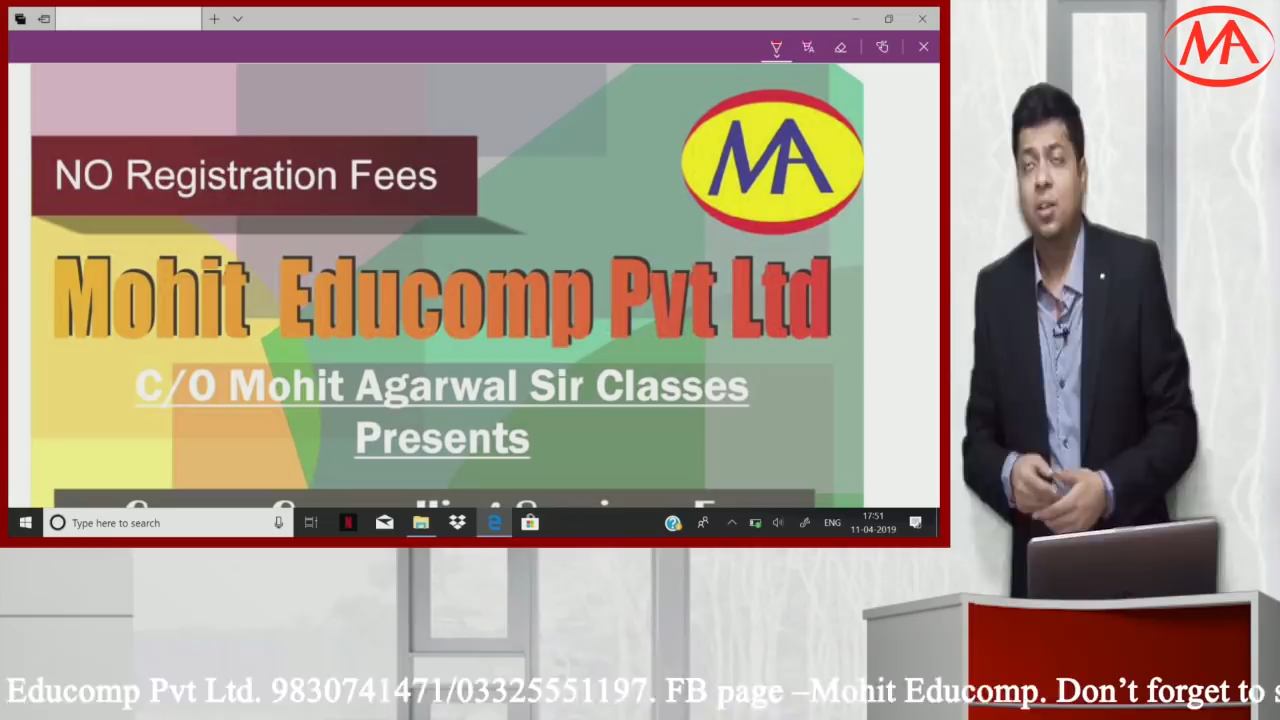 MA
NO Registration Fees
MA
Mohit Educomp Pvt Ltd
C/O Mohit Agarwal Sir Classes
Presents
Type here to search
ENG
17:51
11-04-2019
Educomp Pvt Ltd. 9830741471/03325551197. FB page –Mohit Educomp. Don’t forget to s